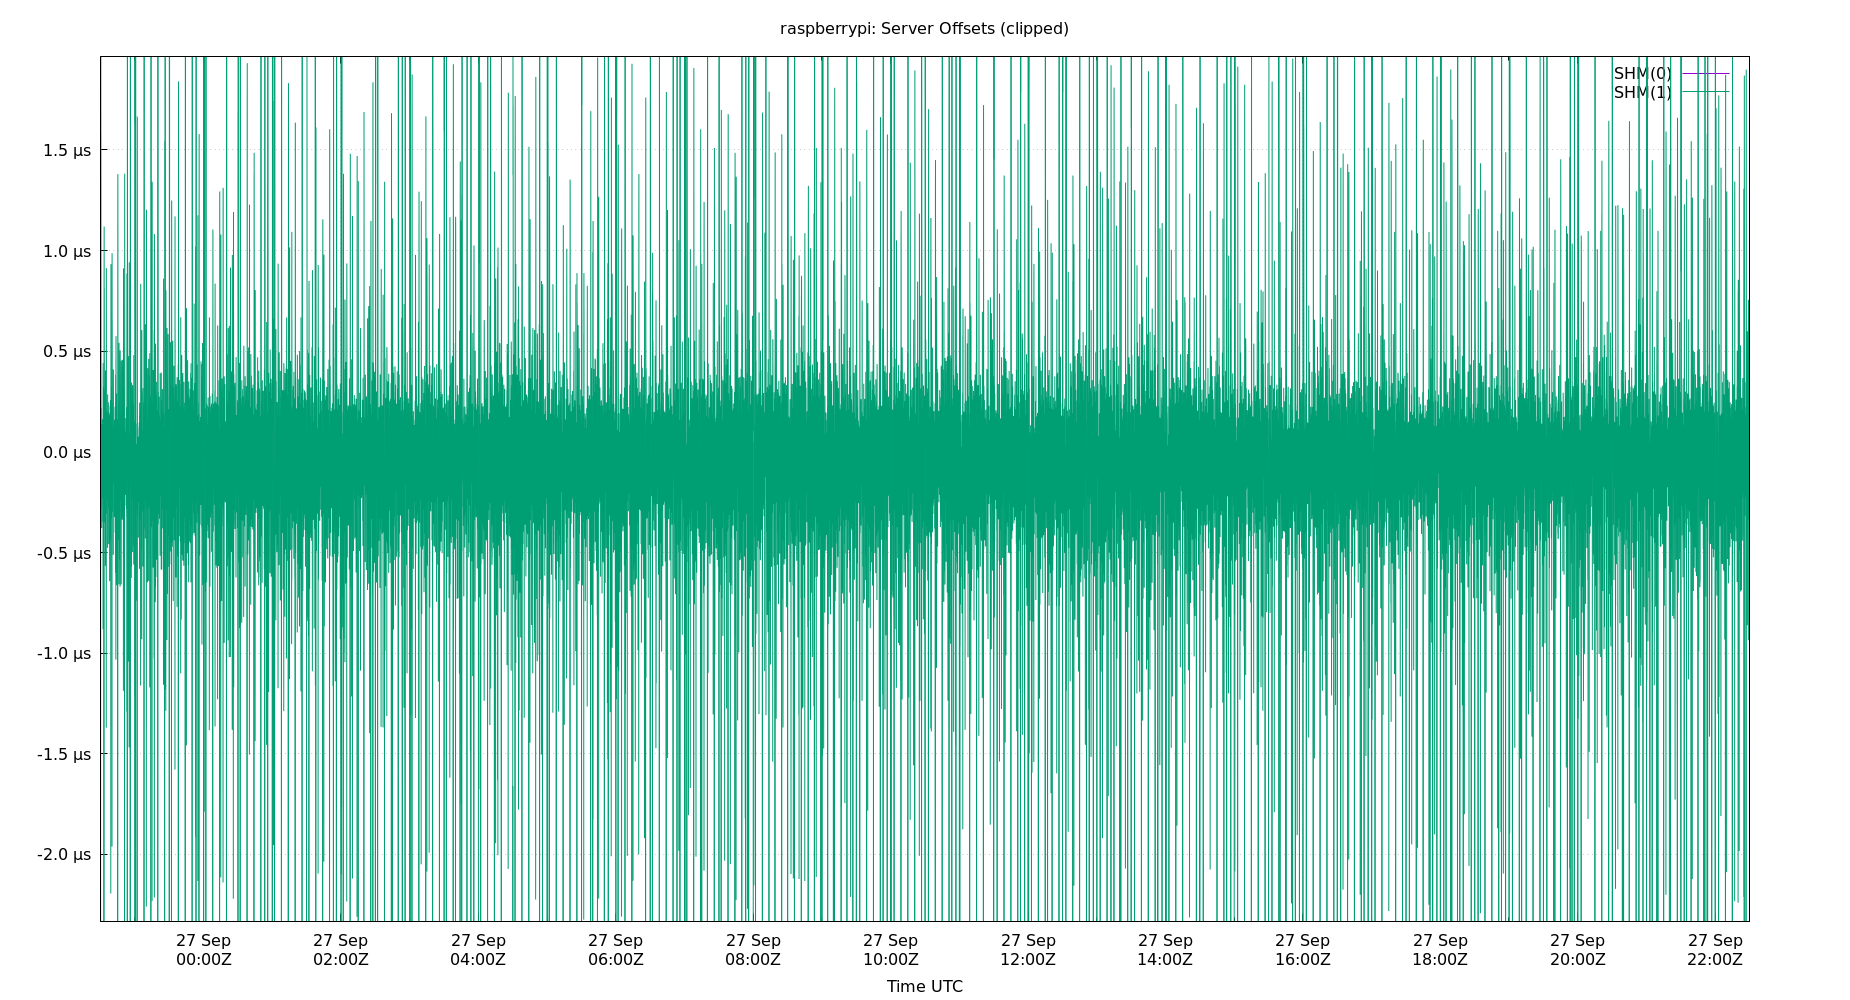 raspberrypi: Server Offsets (clipped)
SHM(0)
SHM(1)
1.5 µs
1.0 µs
0.5 µs
0.0 µs
-0.5 µs
-1.0 µs
-1.5 µs
-2.0 µs
27 Sep 27 Sep 27 Sep 27 Sep 27 Sep 27 Sep 27 Sep 27 Sep 27 Sep 27 Sep 27 Sep 27 Sep
00:00Z 02:00Z 04:00Z 06:00Z 08:00Z 10:00Z 12:00Z 14:00Z 16:00Z 18:00Z 20:00Z 22:00Z
Time UTC